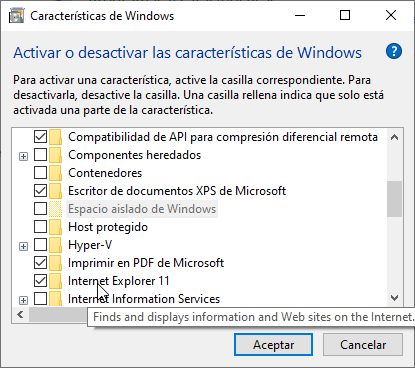 Características de Windows
Activar o desactivar las características de Windows
Para activar una característica, active la casilla correspondiente. Para
desactivarla, desactive la casilla. Una casilla rellena indica que solo está
activada una parte de la característica.
Compatibilidad de API para compresión diferencial remota
Componentes heredados
Contenedores
Escritor de documentos XPS de Microsoft
Espacio aislado de Windows
Host protegido
Hyper-V
Imprimir en PDF de Microsoft
Internet Explorer 11
Internet Information Services
Finds and displays information and Web sites on the Internet.
Aceptar
Cancelar